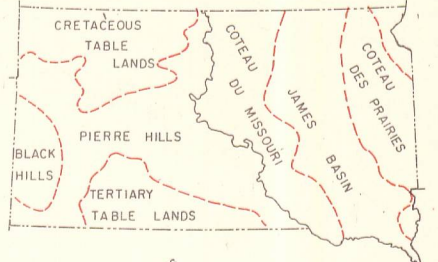 CRETACEOUS
TABLE
LANDS
COTEAU
DU MISSOURI
JAMES
BASIN
COTEAU
DES PRAIRIES
PIERRE HILLS
BLACK
HILLS
TERTIARY
TABLE LANDS